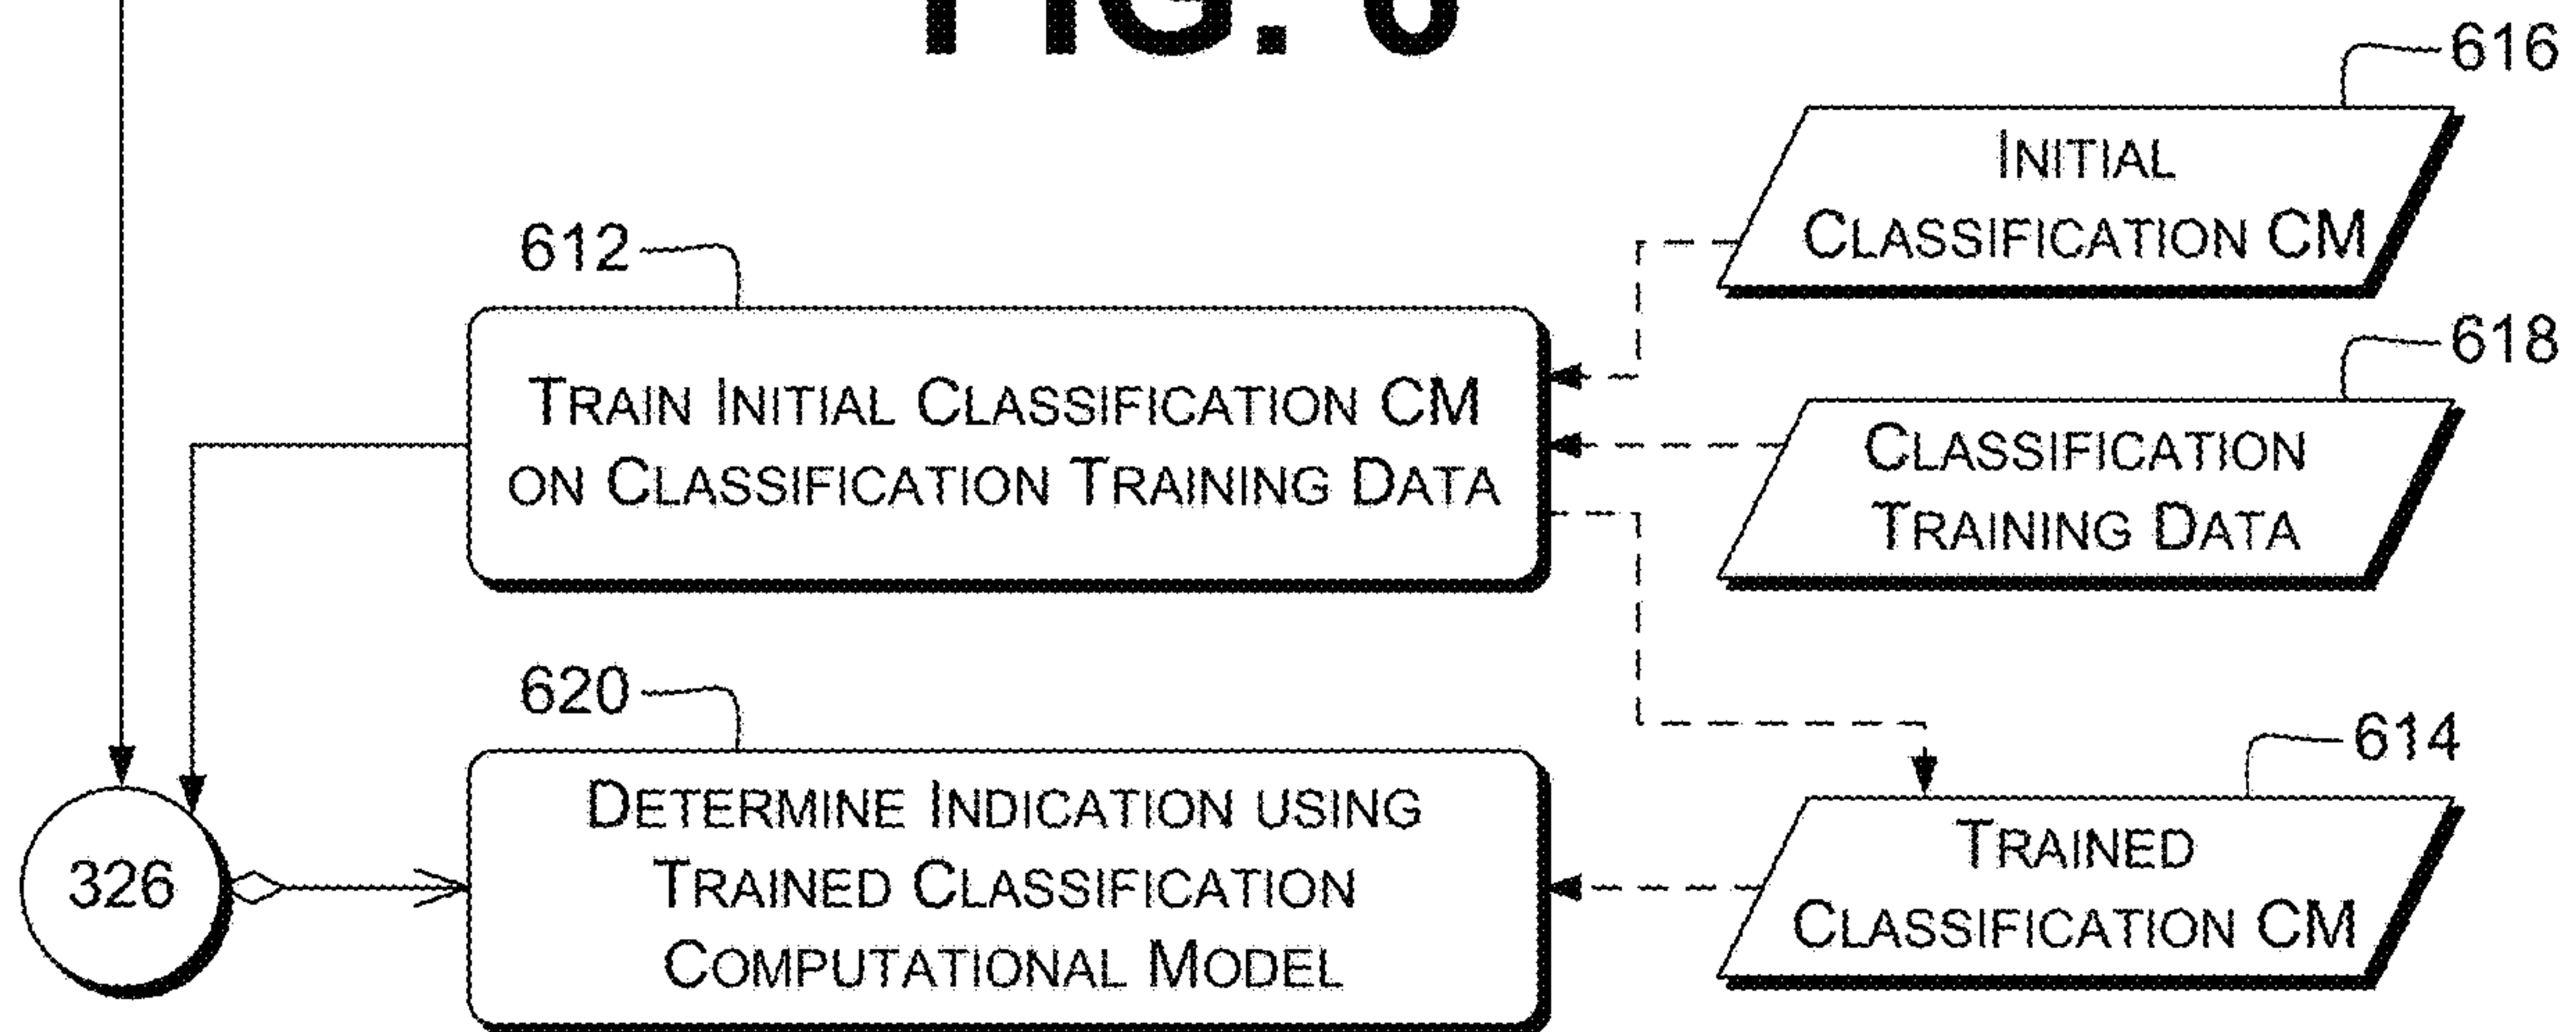 FIG. 6
616
INITIAL
CLASSIFICATION CM
612
618
TRAIN INITIAL CLASSIFICATION CM
ON CLASSIFICATION TRAINING DATA
CLASSIFICATION
TRAINING DATA
620
614
DETERMINE INDICATION USING
TRAINED CLASSIFICATION
COMPUTATIONAL MODEL
TRAINED
CLASSIFICATION CM
326